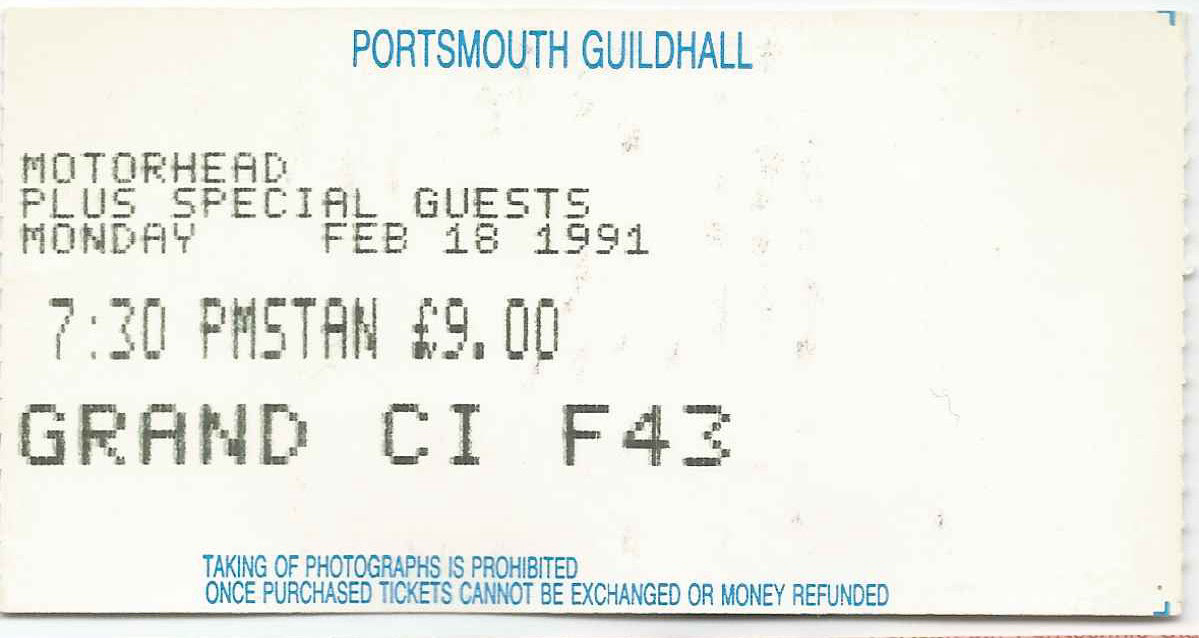 PORTSMOUTH GUILDHALL
MOTORHEAD
PLUS SPECIAL GUESTS
MONDAY FEB 18 1991
7:30 PMSTAN £9.00
GRAND CI F43
TAKING OF PHOTOGRAPHS IS PROHIBITED
ONCE PURCHASED TICKETS CANNOT BE EXCHANGED OR MONEY REFUNDED